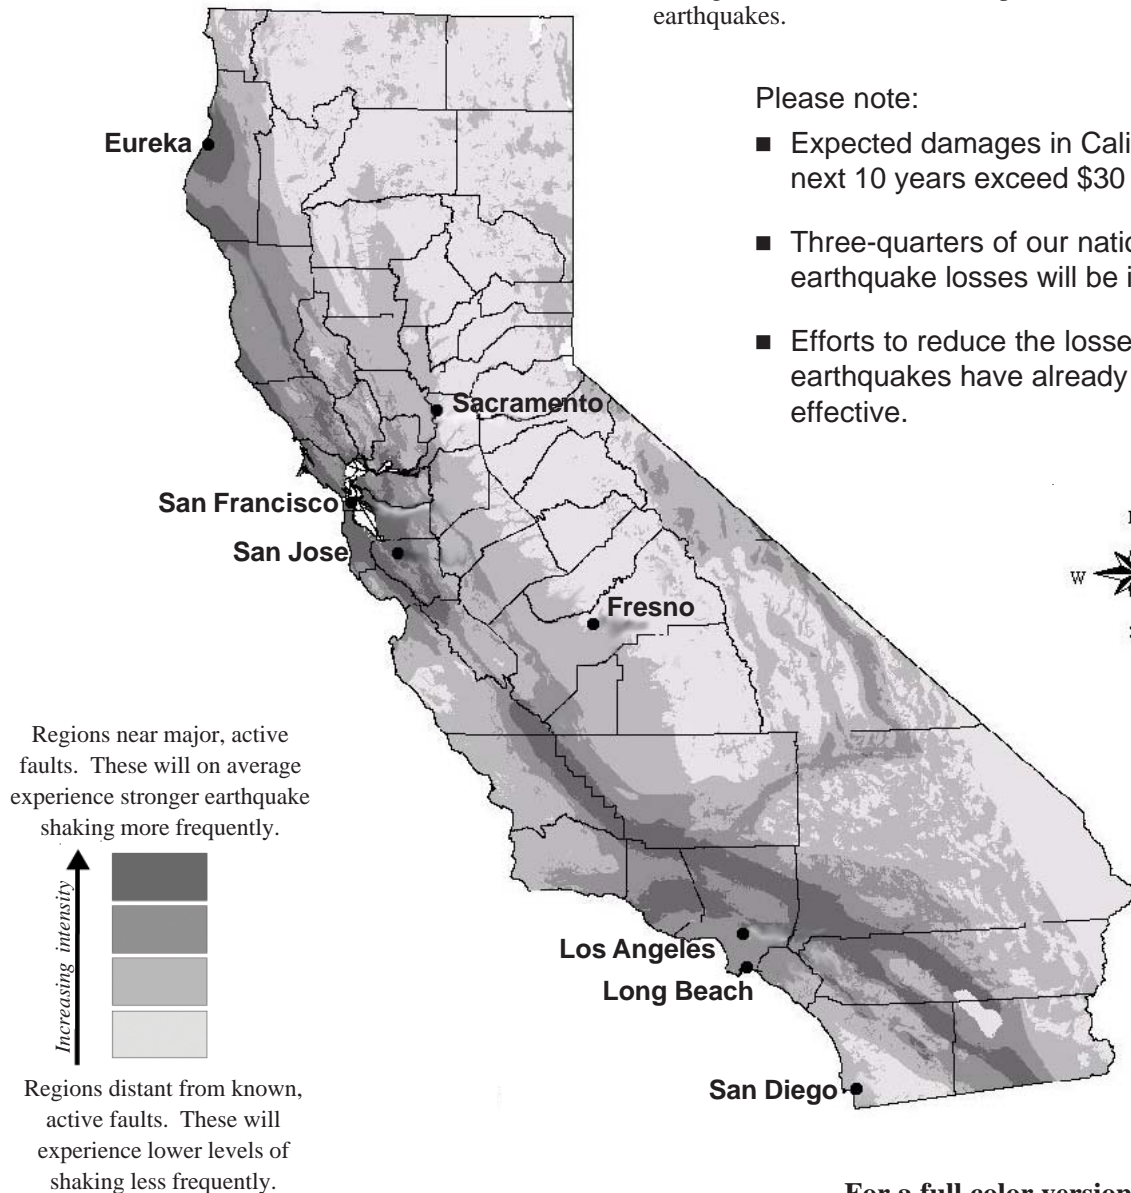 earthquakes.
Please note:
■ Expected damages in Cali
next 10 years exceed $30
■ Three-quarters of our natio
earthquake losses will be i
■ Efforts to reduce the losse
earthquakes have already
effective.
Eureka
Sacramento
San Francisco
San Jose
Fresno
W
Regions near major, active
faults. These will on average
experience stronger earthquake
shaking more frequently.
Increasing intensity
Los Angeles
Long Beach
San Diego
Regions distant from known,
active faults. These will
experience lower levels of
shaking less frequently.
For a full color version